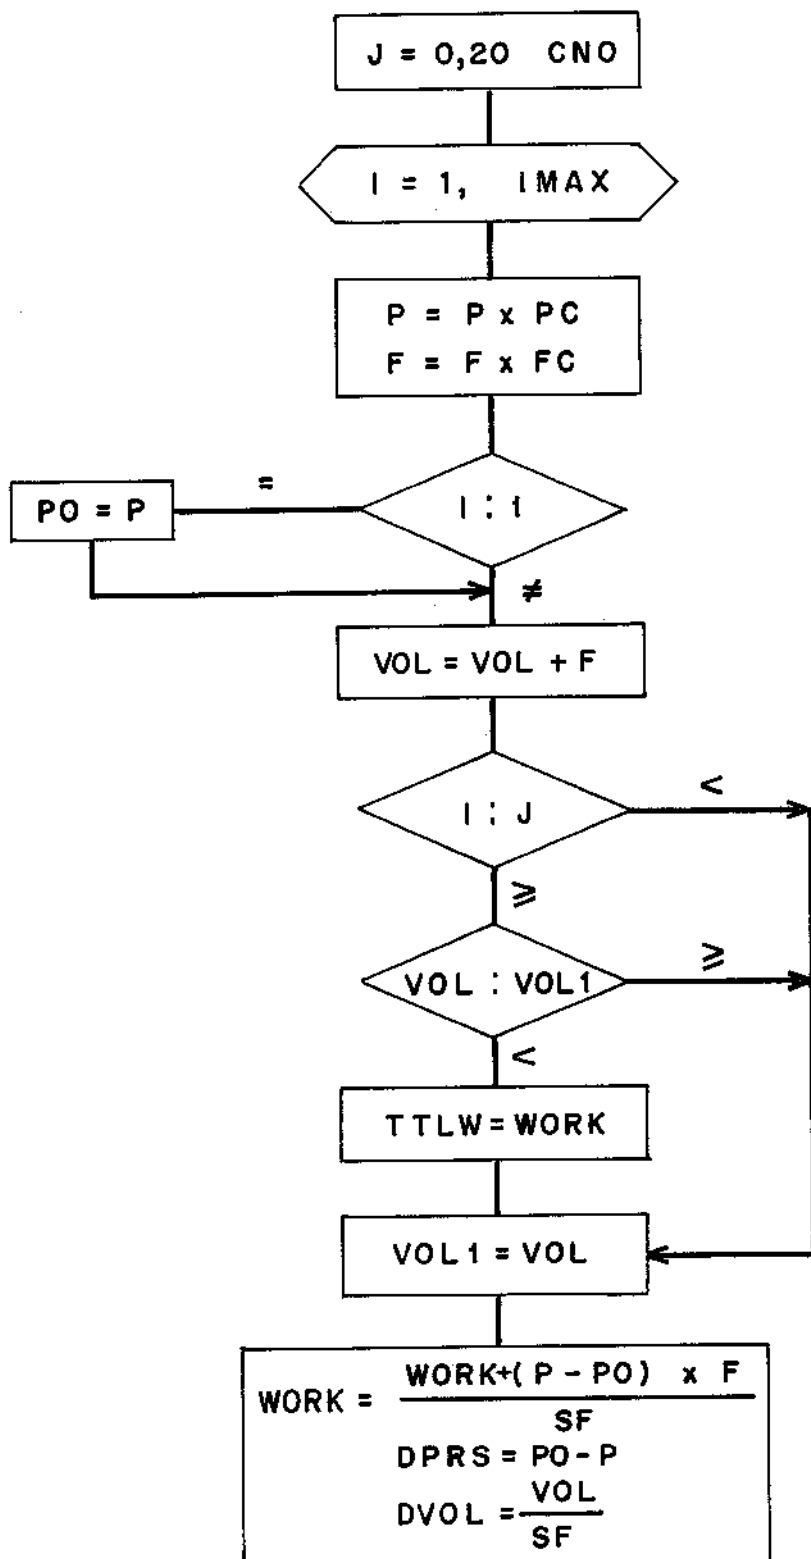 J = 0,20 CNO
I = 1, IMAX
P = P x PC
F = F x FC
=
PO = P
I : 1
≠
VOL = VOL + F
<
I : J
≥
≥
VOL : VOL1
<
TTLW = WORK
VOL1 = VOL
WORK = WORK+(P - PO) x F
SF
DPRS = PO - P
DVOL = VOL
SF